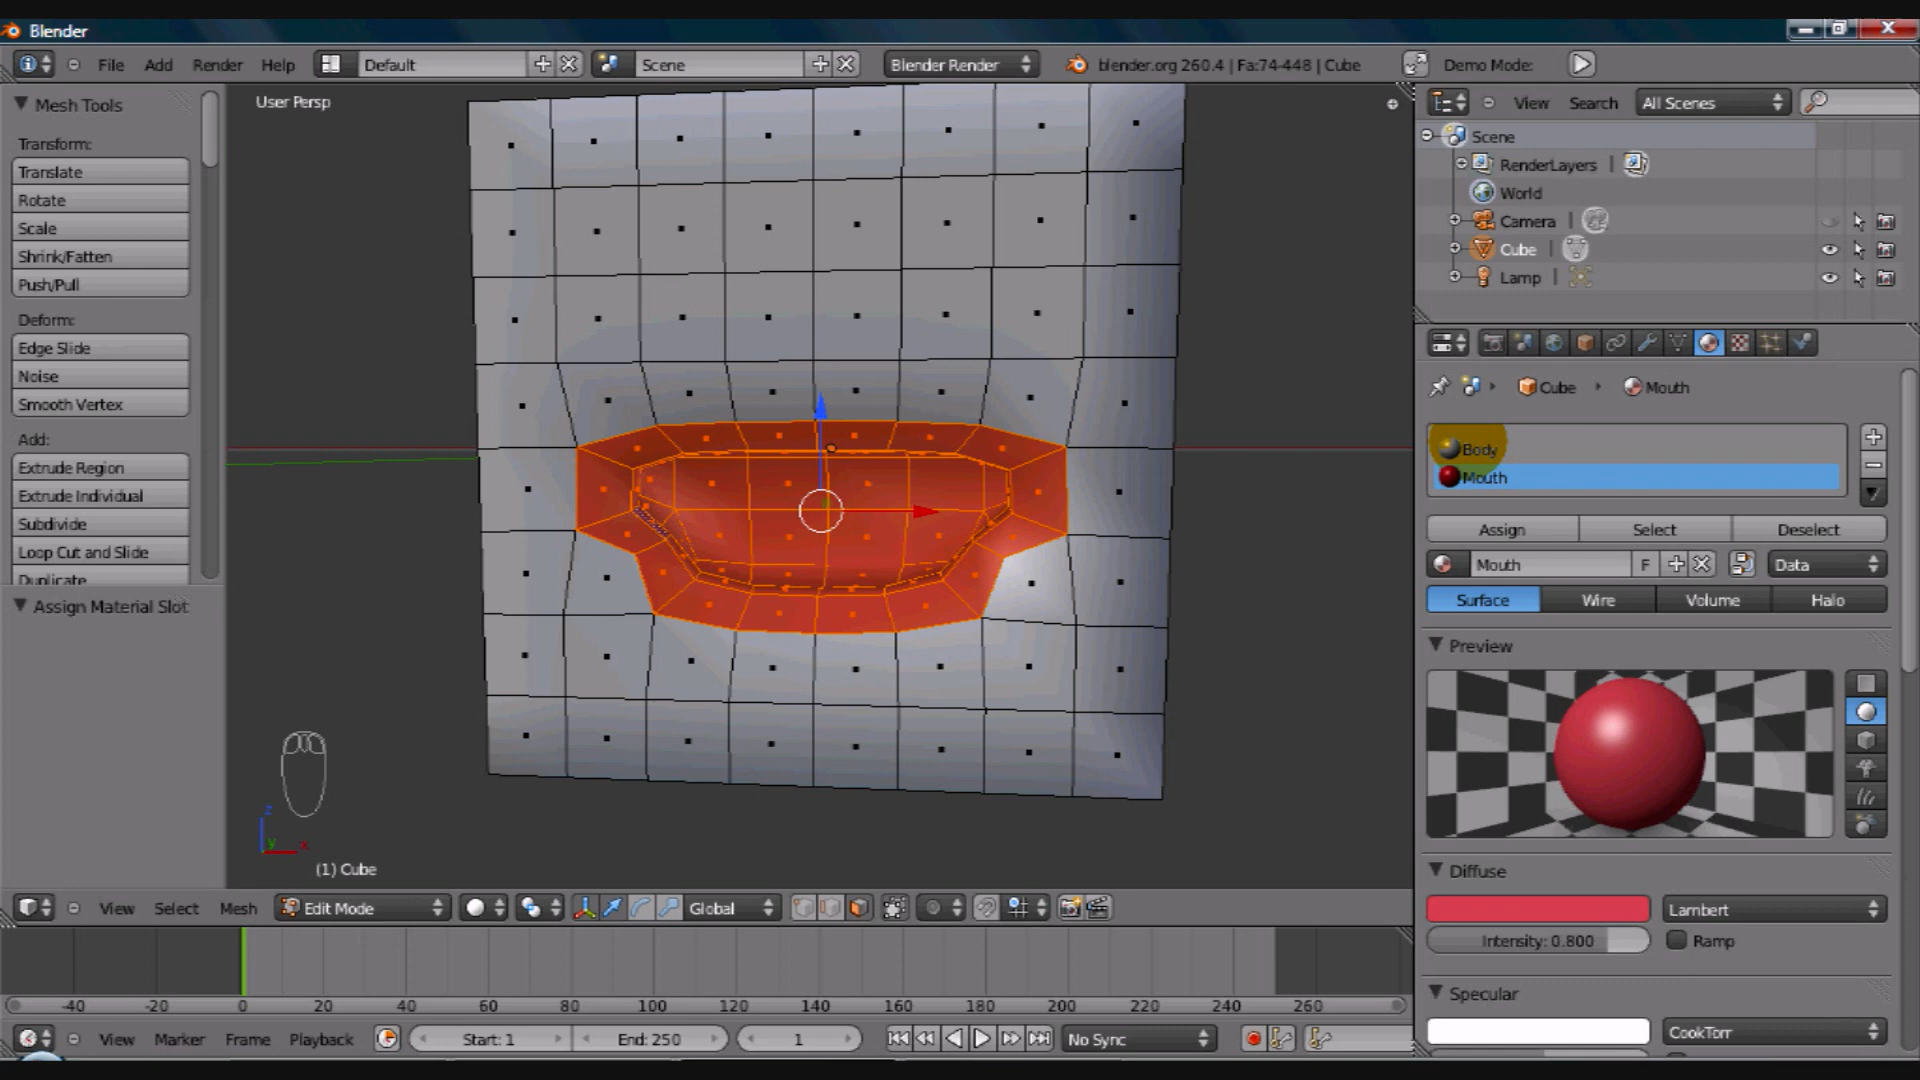 Blender
File Add Render Help Default Scene Blender Render blender.org 260.4 | Fa:74-448 | Cube Demo Mode:
Mesh Tools
Transform:
Translate
Rotate
Scale
Shrink/Fatten
Push/Pull
Deform:
Edge Slide
Noise
Smooth Vertex
Add:
Extrude Region
Extrude Individual
Subdivide
Loop Cut and Slide
Duplicate
Assign Material Slot
User Persp
z
y x
(1) Cube
View Search All Scenes
Scene
RenderLayers |
World
Camera |
Cube |
Lamp |
Cube Mouth
Body
Mouth
Assign Select Deselect
Mouth F Data
Surface Wire Volume Halo
Preview
Diffuse
Lambert
Intensity: 0.800 Ramp
Specular
CookTorr
View Select Mesh Edit Mode Global
-40 -20 0 20 40 60 80 100 120 140 160 180 200 220 240 260
View Marker Frame Playback Start: 1 End: 250 1 No Sync